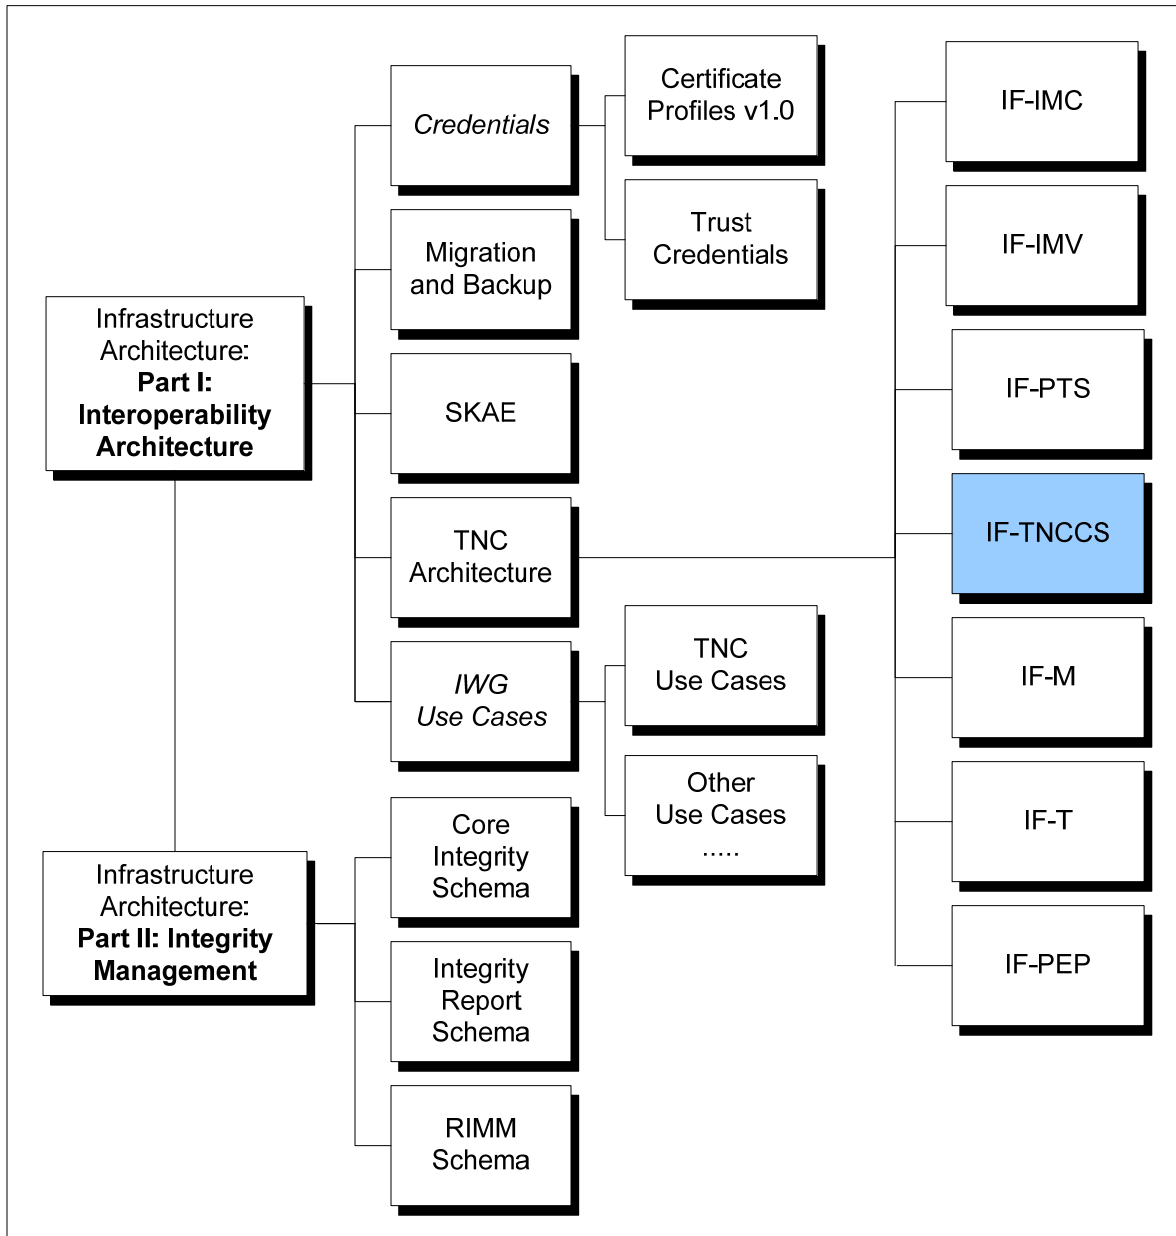 Infrastructure
Architecture:
Part I:
Interoperability
Architecture
Credentials
Certificate
Profiles v1.0
Trust
Credentials
Migration
and Backup
SKAE
TNC
Architecture
IF-IMC
IF-IMV
IF-PTS
IF-TNCCS
IF-M
IF-T
IF-PEP
IWG
Use Cases
TNC
Use Cases
Other
Use Cases
.....
Infrastructure
Architecture:
Part II: Integrity
Management
Core
Integrity
Schema
Integrity
Report
Schema
RIMM
Schema